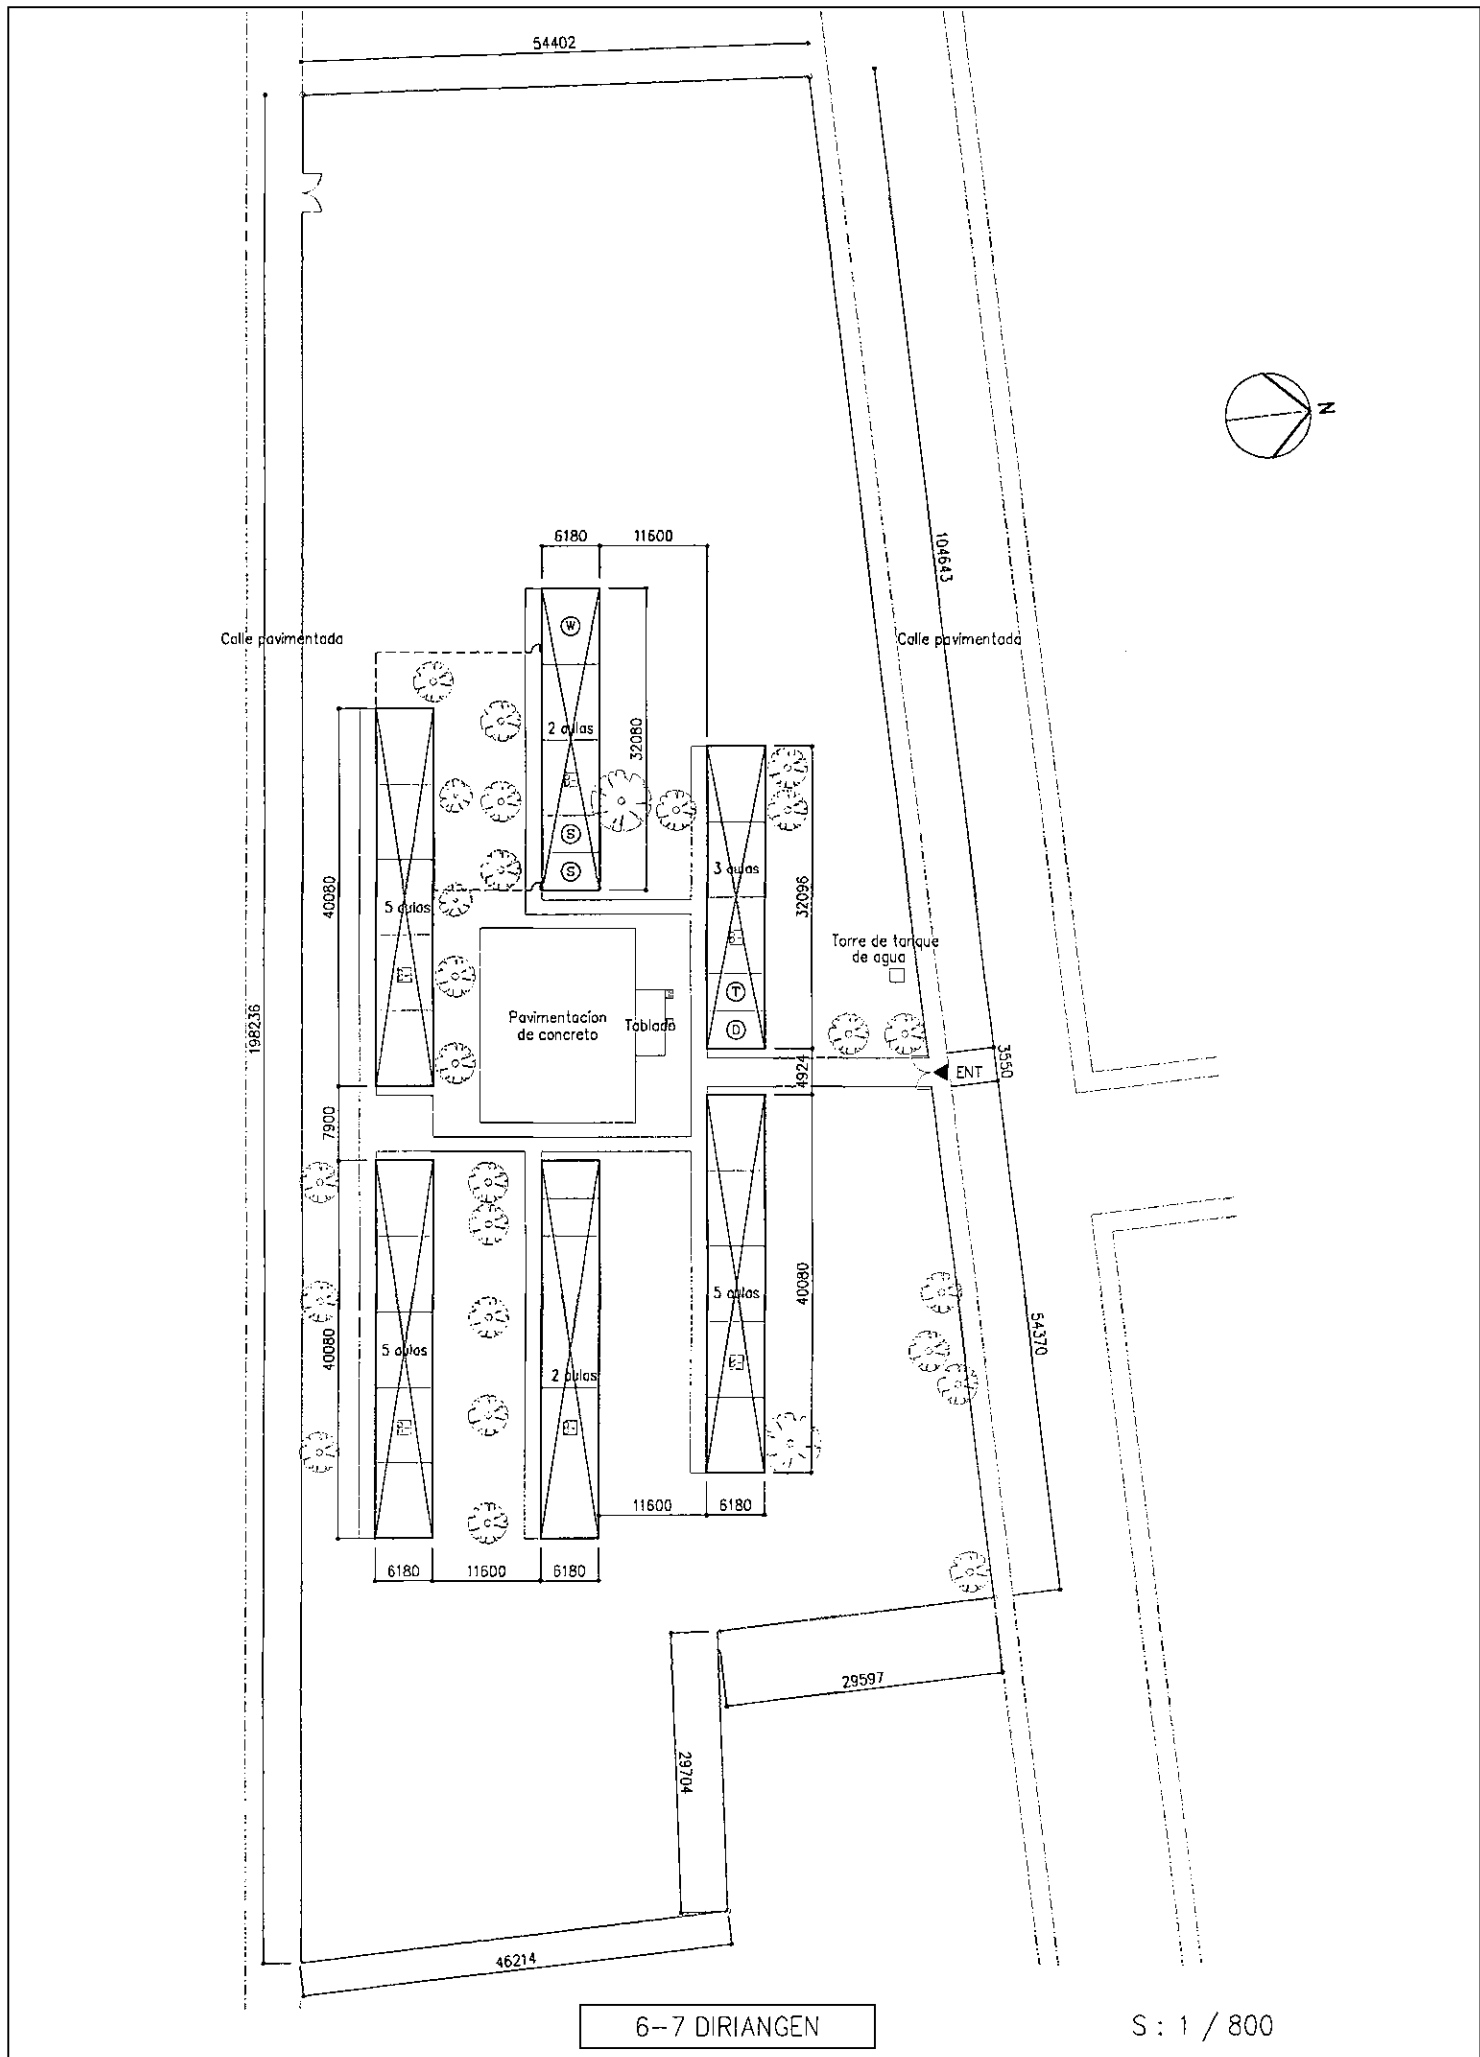 54402
N
104643
6180
11600
Calle pavimentada
Calle pavimentada
W
2 aulas
32080
S
S
40080
5 aulas
3 aulas
32096
T
D
Torre de tanque
de agua
198236
Pavimentacion
de concreto
Tablado
4924
3550
ENT
7900
40080
5 aulas
2 aulas
5 aulas
40080
54370
11600
6180
6180
11600
6180
29597
29704
46214
6-7 DIRIANGEN
S: 1 / 800